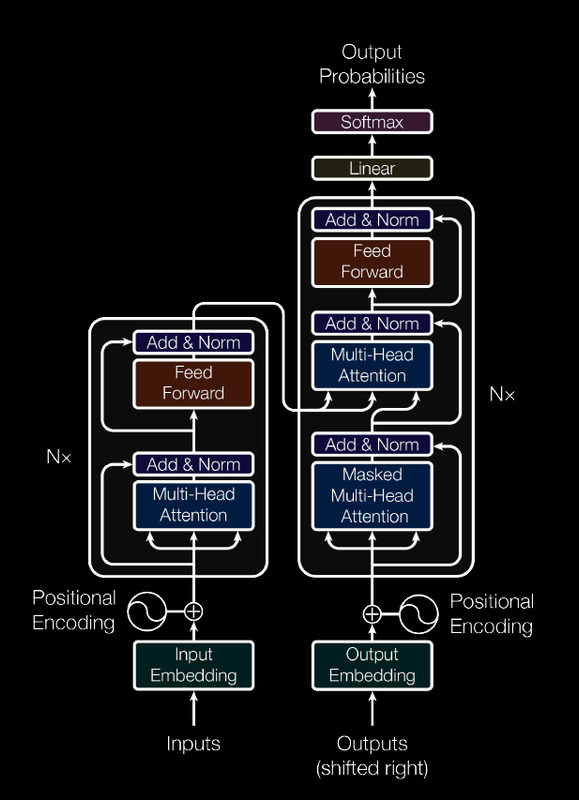 Output
Probabilities
Softmax
Linear
Add & Norm
Feed
Forward
Add & Norm
Multi-Head
Attention
Nx
Add & Norm
Masked
Multi-Head
Attention
Add & Norm
Feed
Forward
Nx
Add & Norm
Multi-Head
Attention
Positional
Encoding
Positional
Encoding
Input
Embedding
Output
Embedding
Inputs
Outputs
(shifted right)